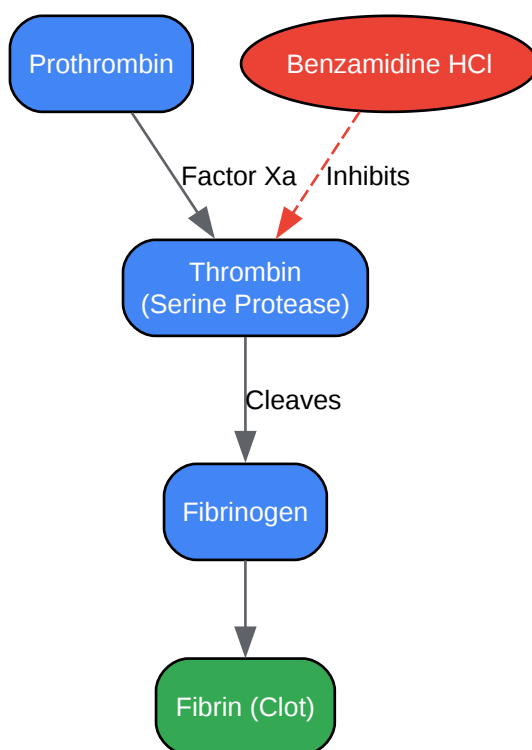 Prothrombin
Benzamidine HCl
Factor Xa
Inhibits
Thrombin
(Serine Protease)
Cleaves
Fibrinogen
Fibrin (Clot)